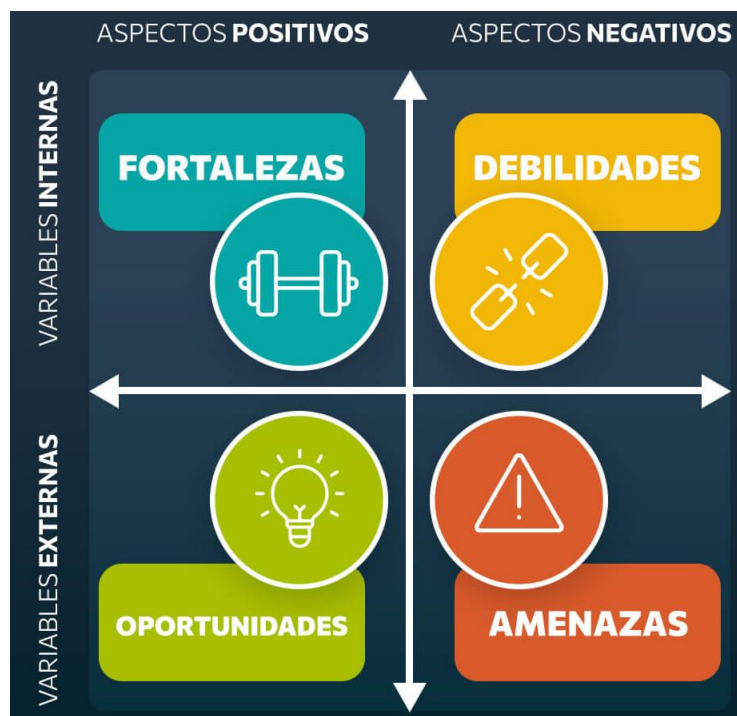 ASPECTOS POSITIVOS
ASPECTOS NEGATIVOS
VARIABLES INTERNAS
FORTALEZAS
DEBILIDADES
VARIABLES EXTERNAS
OPORTUNIDADES
AMENAZAS